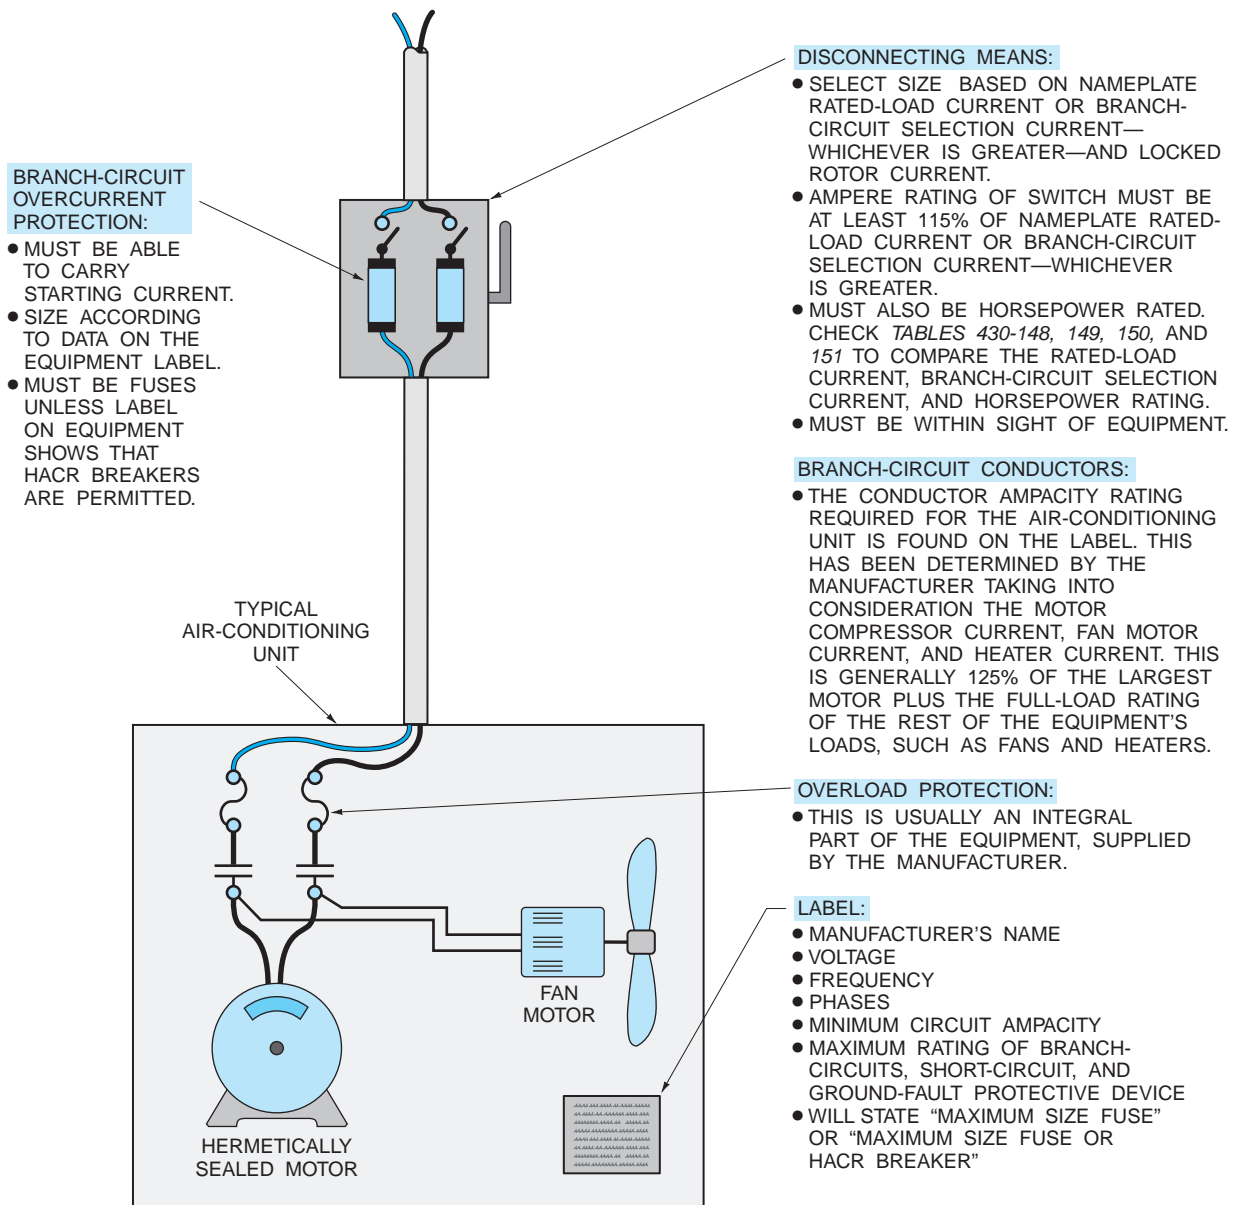 BRANCH-CIRCUIT
OVERCURRENT
PROTECTION:
● MUST BE ABLE
TO CARRY
STARTING CURRENT.
● SIZE ACCORDING
TO DATA ON THE
EQUIPMENT LABEL.
● MUST BE FUSES
UNLESS LABEL
ON EQUIPMENT
SHOWS THAT
HACR BREAKERS
ARE PERMITTED.
DISCONNECTING MEANS:
● SELECT SIZE BASED ON NAMEPLATE
RATED-LOAD CURRENT OR BRANCH-
CIRCUIT SELECTION CURRENT—
WHICHEVER IS GREATER—AND LOCKED
ROTOR CURRENT.
● AMPERE RATING OF SWITCH MUST BE
AT LEAST 115% OF NAMEPLATE RATED-
LOAD CURRENT OR BRANCH-CIRCUIT
SELECTION CURRENT—WHICHEVER
IS GREATER.
● MUST ALSO BE HORSEPOWER RATED.
CHECK TABLES 430-148, 149, 150, AND
151 TO COMPARE THE RATED-LOAD
CURRENT, BRANCH-CIRCUIT SELECTION
CURRENT, AND HORSEPOWER RATING.
● MUST BE WITHIN SIGHT OF EQUIPMENT.
BRANCH-CIRCUIT CONDUCTORS:
● THE CONDUCTOR AMPACITY RATING
REQUIRED FOR THE AIR-CONDITIONING
UNIT IS FOUND ON THE LABEL. THIS
HAS BEEN DETERMINED BY THE
MANUFACTURER TAKING INTO
CONSIDERATION THE MOTOR
COMPRESSOR CURRENT, FAN MOTOR
CURRENT, AND HEATER CURRENT. THIS
IS GENERALLY 125% OF THE LARGEST
MOTOR PLUS THE FULL-LOAD RATING
OF THE REST OF THE EQUIPMENT'S
LOADS, SUCH AS FANS AND HEATERS.
OVERLOAD PROTECTION:
● THIS IS USUALLY AN INTEGRAL
PART OF THE EQUIPMENT, SUPPLIED
BY THE MANUFACTURER.
LABEL:
● MANUFACTURER'S NAME
● VOLTAGE
● FREQUENCY
● PHASES
● MINIMUM CIRCUIT AMPACITY
● MAXIMUM RATING OF BRANCH-
CIRCUITS, SHORT-CIRCUIT, AND
GROUND-FAULT PROTECTIVE DEVICE
● WILL STATE “MAXIMUM SIZE FUSE”
OR “MAXIMUM SIZE FUSE OR
HACR BREAKER”
TYPICAL
AIR-CONDITIONING
UNIT
FAN
MOTOR
HERMETICALLY
SEALED MOTOR